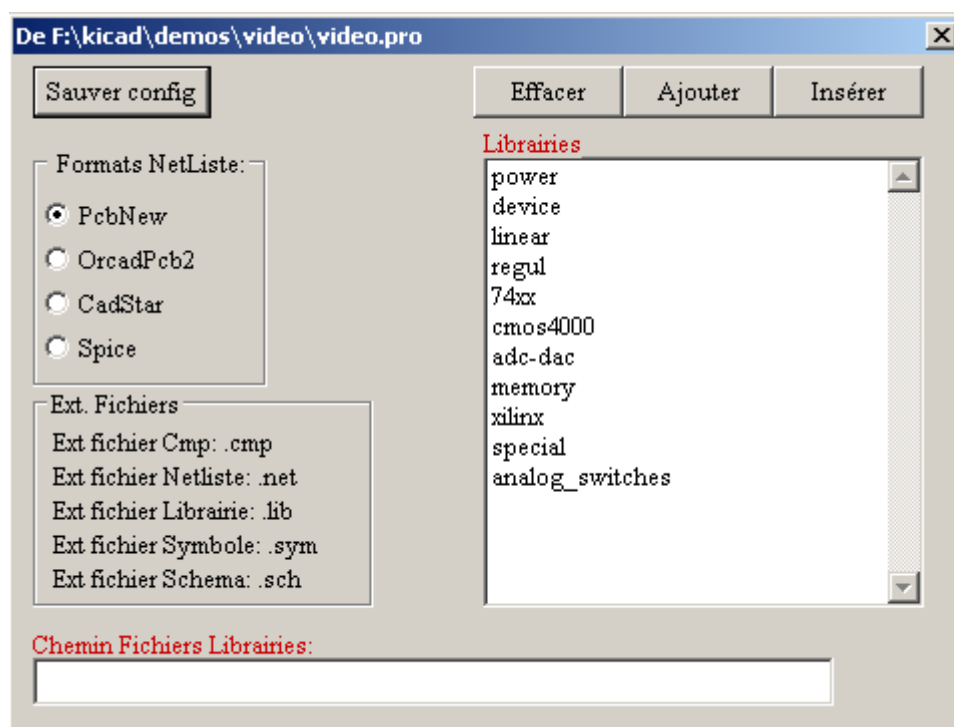 De F:\kicad\demos\video\video.pro
Sauver config
Effacer
Ajouter
Insérer
Formats NetListe:
PcbNew
OrcadPcb2
CadStar
Spice
Ext. Fichiers
Ext fichier Cmp: .cmp
Ext fichier Netliste: .net
Ext fichier Librairie: .lib
Ext fichier Symbole: .sym
Ext fichier Schema: .sch
Librairies
power
device
linear
regul
74xx
cmos4000
adc-dac
memory
xilinx
special
analog_switches
Chemin Fichiers Librairies: